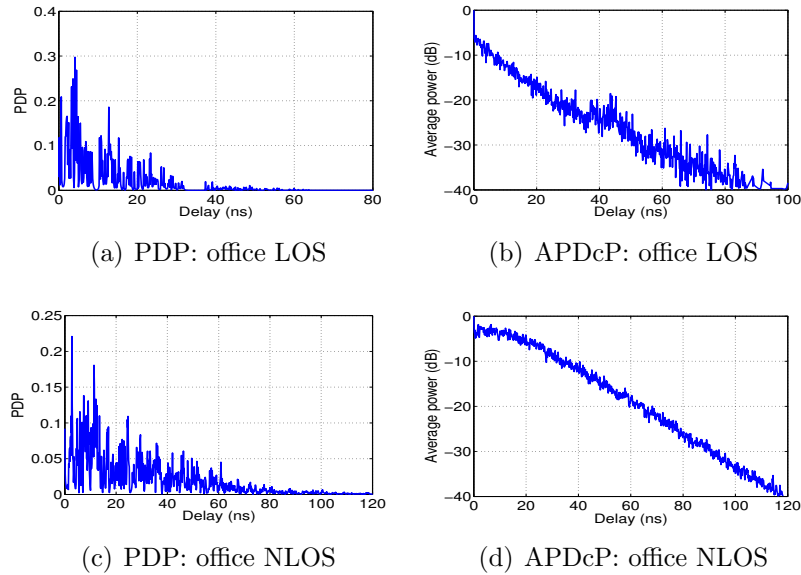 0.4
0.3
0.2
0.1
0
PDP
0 20 40 60 80
Delay (ns)
(a) PDP: office LOS
0
−10
−20
−30
−40
Average power (dB)
0 20 40 60 80 100
Delay (ns)
(b) APDcP: office LOS
0.25
0.2
0.15
0.1
0.05
0
PDP
0 20 40 60 80 100 120
Delay (ns)
(c) PDP: office NLOS
0
−10
−20
−30
−40
Average power (dB)
0 20 40 60 80 100 120
Delay (ns)
(d) APDcP: office NLOS